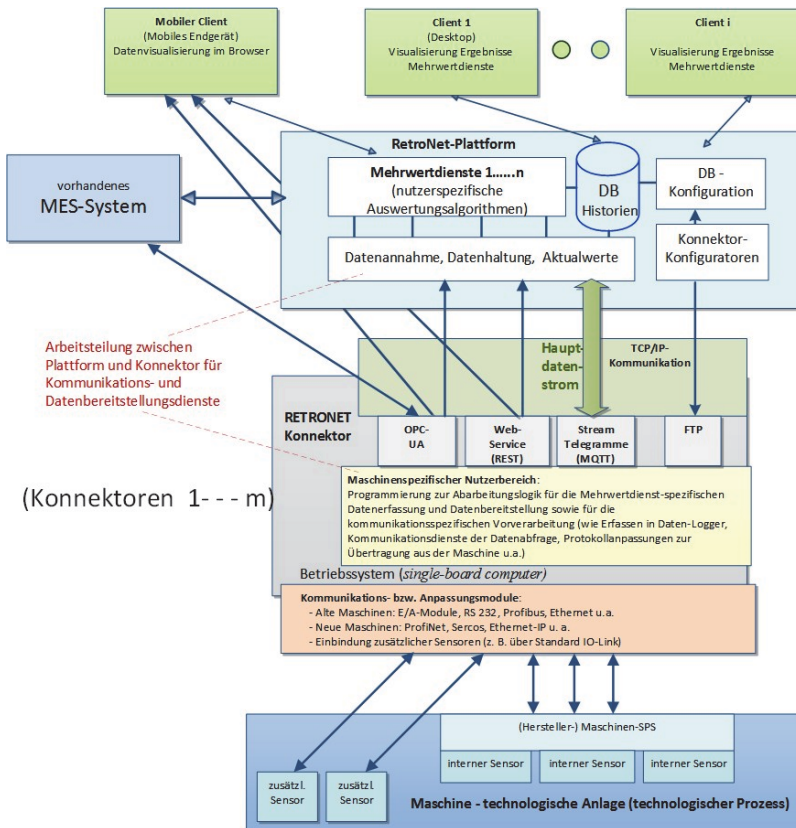 Mobiler Client
(Mobiles Endgerät)
Datenvisualisierung im Browser
Client 1
(Desktop)
Visualisierung Ergebnisse
Mehrwertdienste
Client i
Visualisierung Ergebnisse
Mehrwertdienste
RetroNet-Plattform
vorhandenes
MES-System
Mehrwertdienste 1......n
(nutzerspezifische
Auswertungsalgorithmen)
DB
Historien
DB -
Konfiguration
Datenannahme, Datenhaltung, Aktualwerte
Konnektor-
Konfiguratoren
Arbeitsteilung zwischen
Plattform und Konnektor für
Kommunikations- und
Datenbereitstellungsdienste
Haupt-
daten-
strom
TCP/IP-
Kommunikation
RETRONET
Konnektor
OPC-
UA
Web-
Service
(REST)
Stream
Telegramme
(MQTT)
FTP
(Konnektoren 1- - - m)
Maschinenspezifischer Nutzerbereich:
Programmierung zur Abarbeitungslogik für die Mehrwertdienst-spezifischen
Datenerfassung und Datenbereitstellung sowie für die
kommunikationsspezifischen Vorverarbeitung (wie Erfassen in Daten-Logger,
Kommunikationsdienste der Datenabfrage, Protokollanpassungen zur
Übertragung aus der Maschine u.a.)
Betriebssystem (single-board computer)
Kommunikations- bzw. Anpassungsmodule:
- Alte Maschinen: E/A-Module, RS 232, Profibus, Ethernet u.a.
- Neue Maschinen: ProfiNet, Sercos, Ethernet-IP u. a.
- Einbindung zusätzlicher Sensoren (z. B. über Standard IO-Link)
(Hersteller-) Maschinen-SPS
interner Sensor
interner Sensor
interner Sensor
zusätzl.
Sensor
zusätzl.
Sensor
Maschine - technologische Anlage (technologischer Prozess)